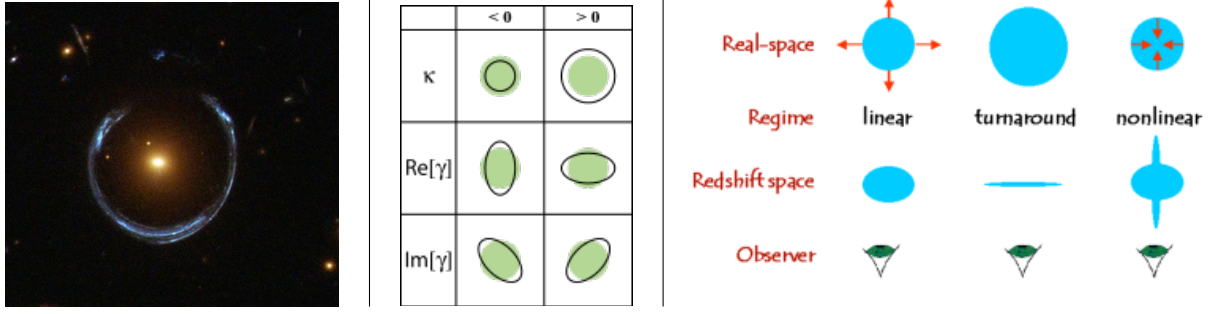 < 0 > 0
κ
Re[γ]
Im[γ]
Real-space
Regime linear turnaround nonlinear
Redshift space
Observer